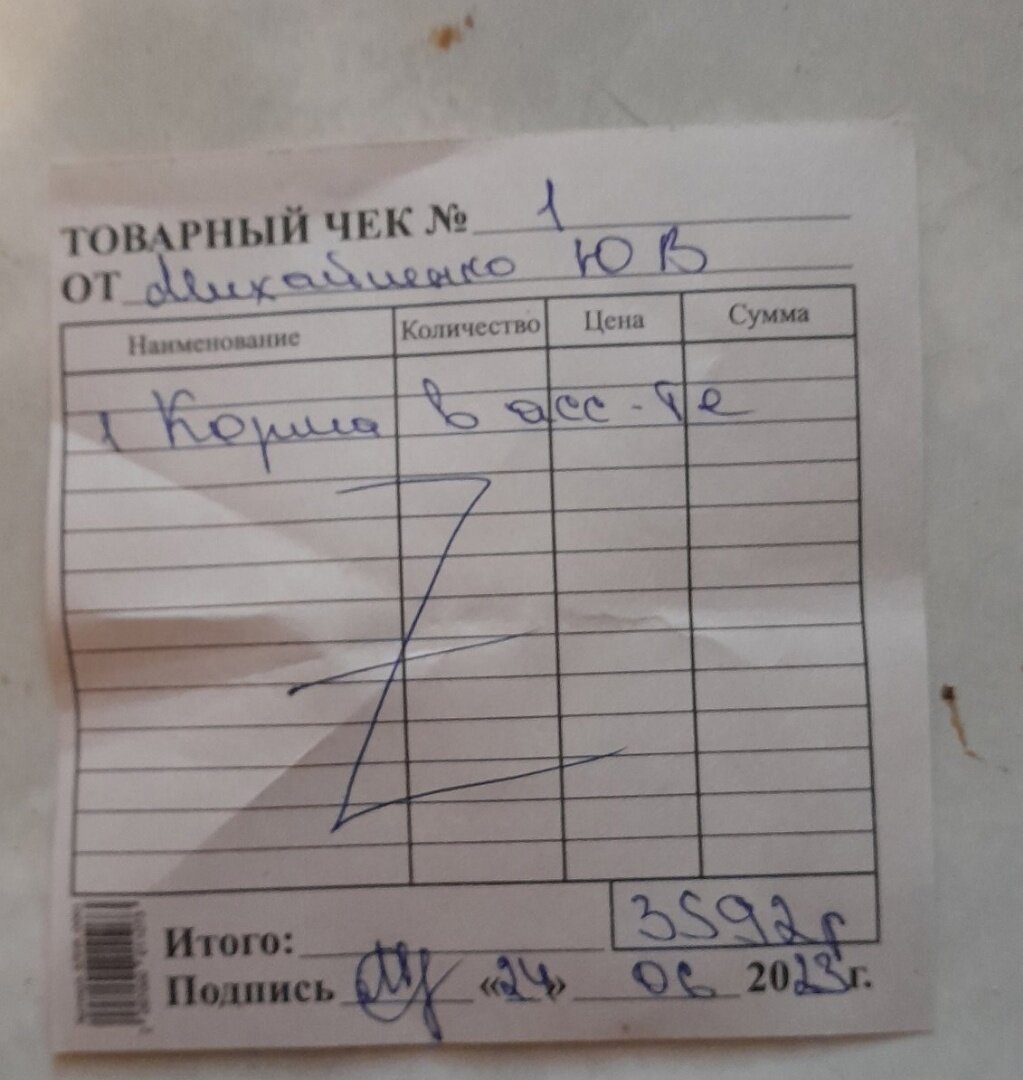 ТОВАРНЫЙ ЧЕК № 1
ОТ Михайленко Ю В
Наименование Количество Цена Сумма
1 Корма в асс-те
Итого: 3592р
Подпись «24» 06 2023г.